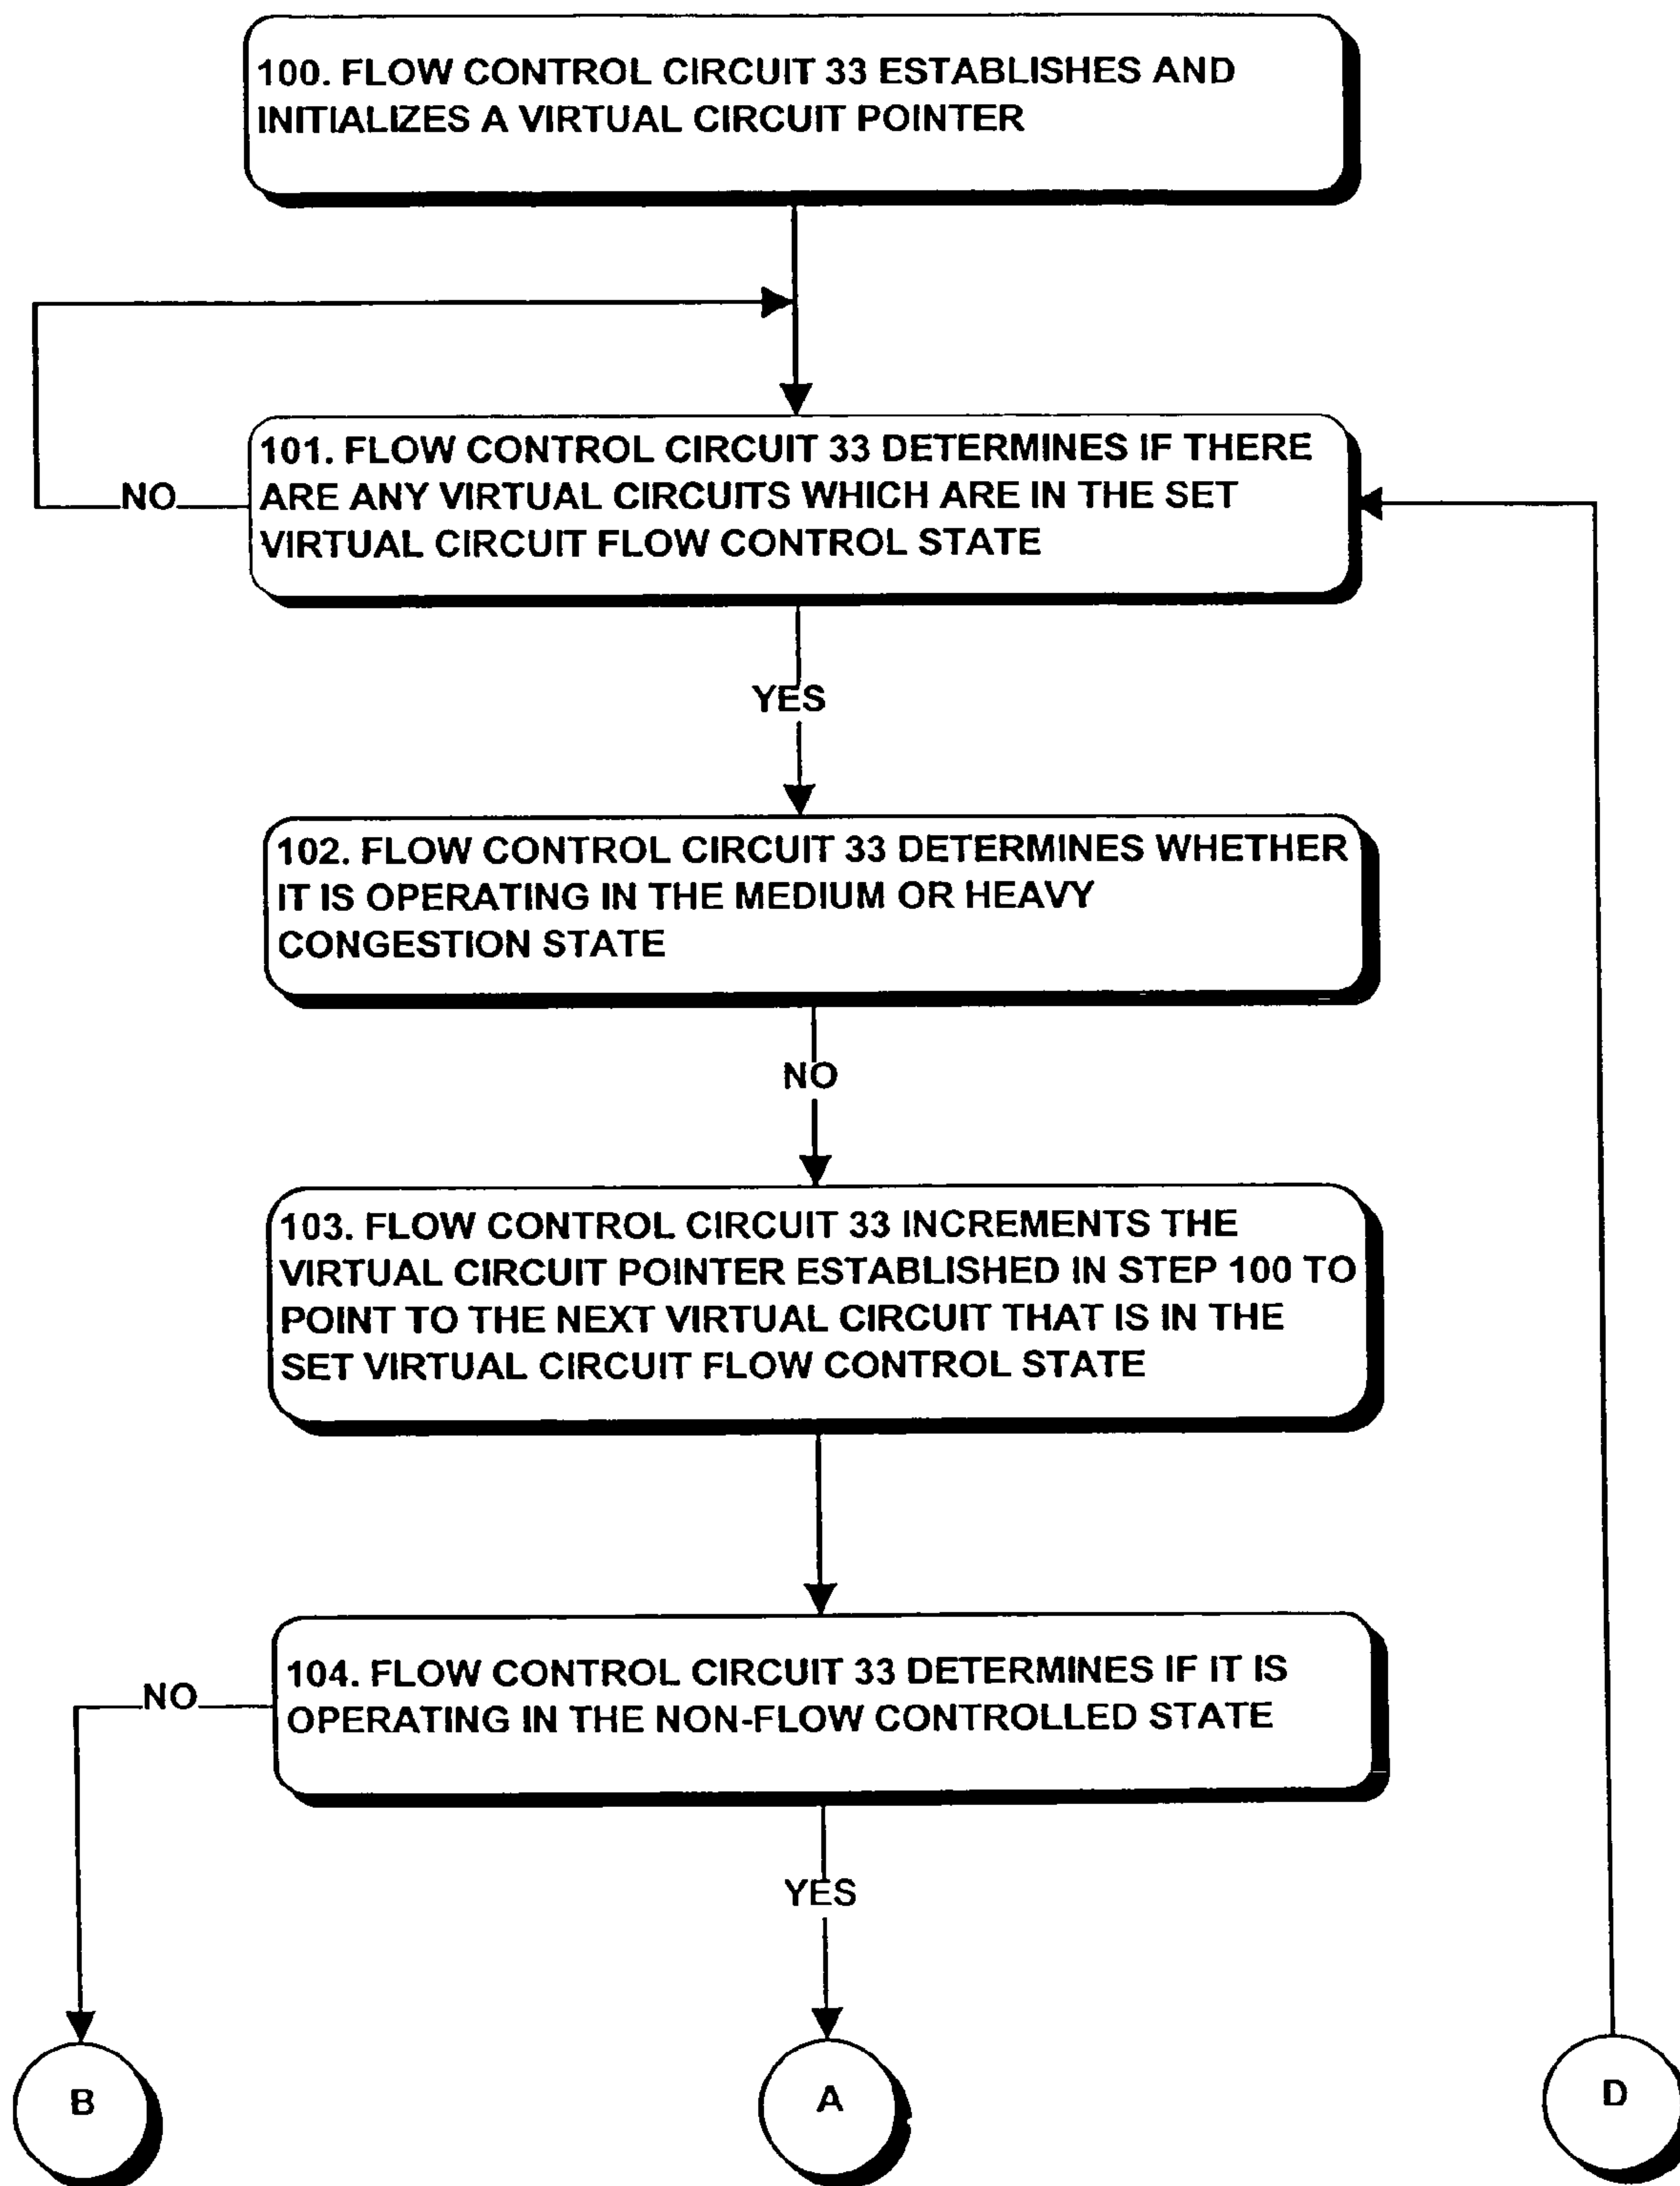 100. FLOW CONTROL CIRCUIT 33 ESTABLISHES AND
INITIALIZES A VIRTUAL CIRCUIT POINTER
101. FLOW CONTROL CIRCUIT 33 DETERMINES IF THERE
ARE ANY VIRTUAL CIRCUITS WHICH ARE IN THE SET
VIRTUAL CIRCUIT FLOW CONTROL STATE
NO
YES
102. FLOW CONTROL CIRCUIT 33 DETERMINES WHETHER
IT IS OPERATING IN THE MEDIUM OR HEAVY
CONGESTION STATE
NO
103. FLOW CONTROL CIRCUIT 33 INCREMENTS THE
VIRTUAL CIRCUIT POINTER ESTABLISHED IN STEP 100 TO
POINT TO THE NEXT VIRTUAL CIRCUIT THAT IS IN THE
SET VIRTUAL CIRCUIT FLOW CONTROL STATE
104. FLOW CONTROL CIRCUIT 33 DETERMINES IF IT IS
OPERATING IN THE NON-FLOW CONTROLLED STATE
NO
YES
B
A
D